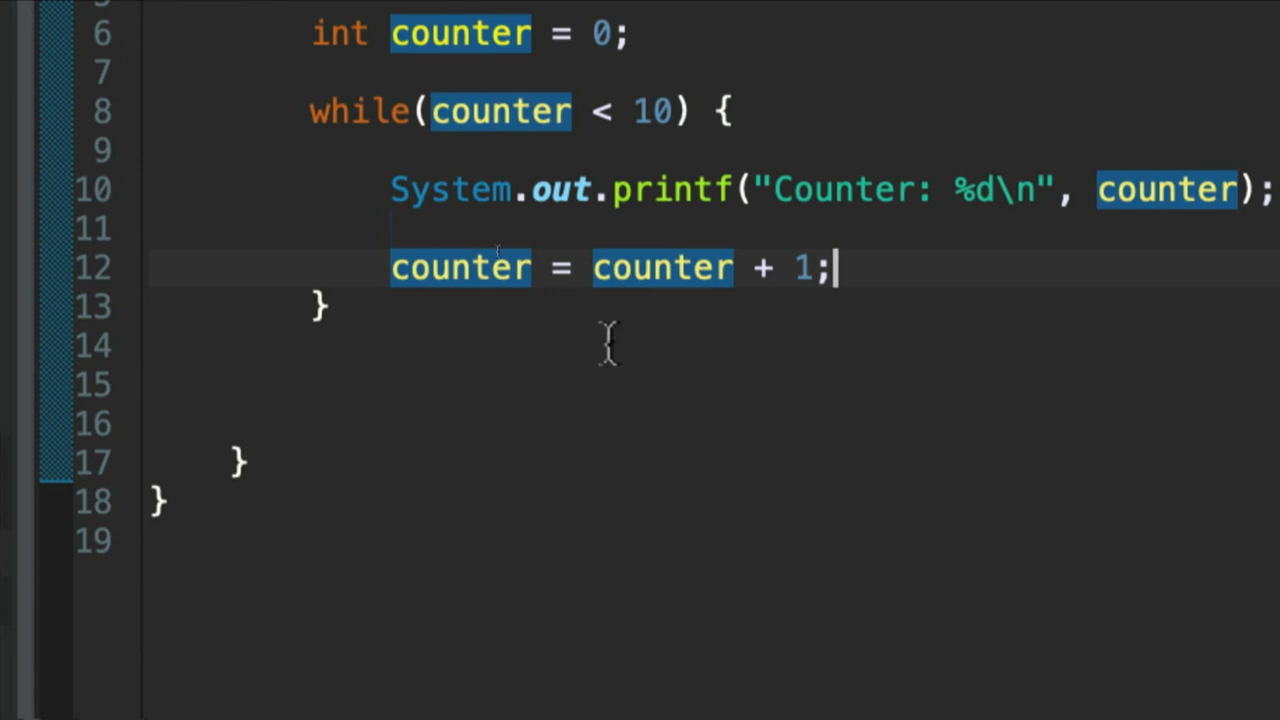 6 int counter = 0;
7
8 while(counter < 10) {
9
10 System.out.printf("Counter: %d\n", counter);
11
12 counter = counter + 1;
13 }
14
15
16
17 }
18 }
19